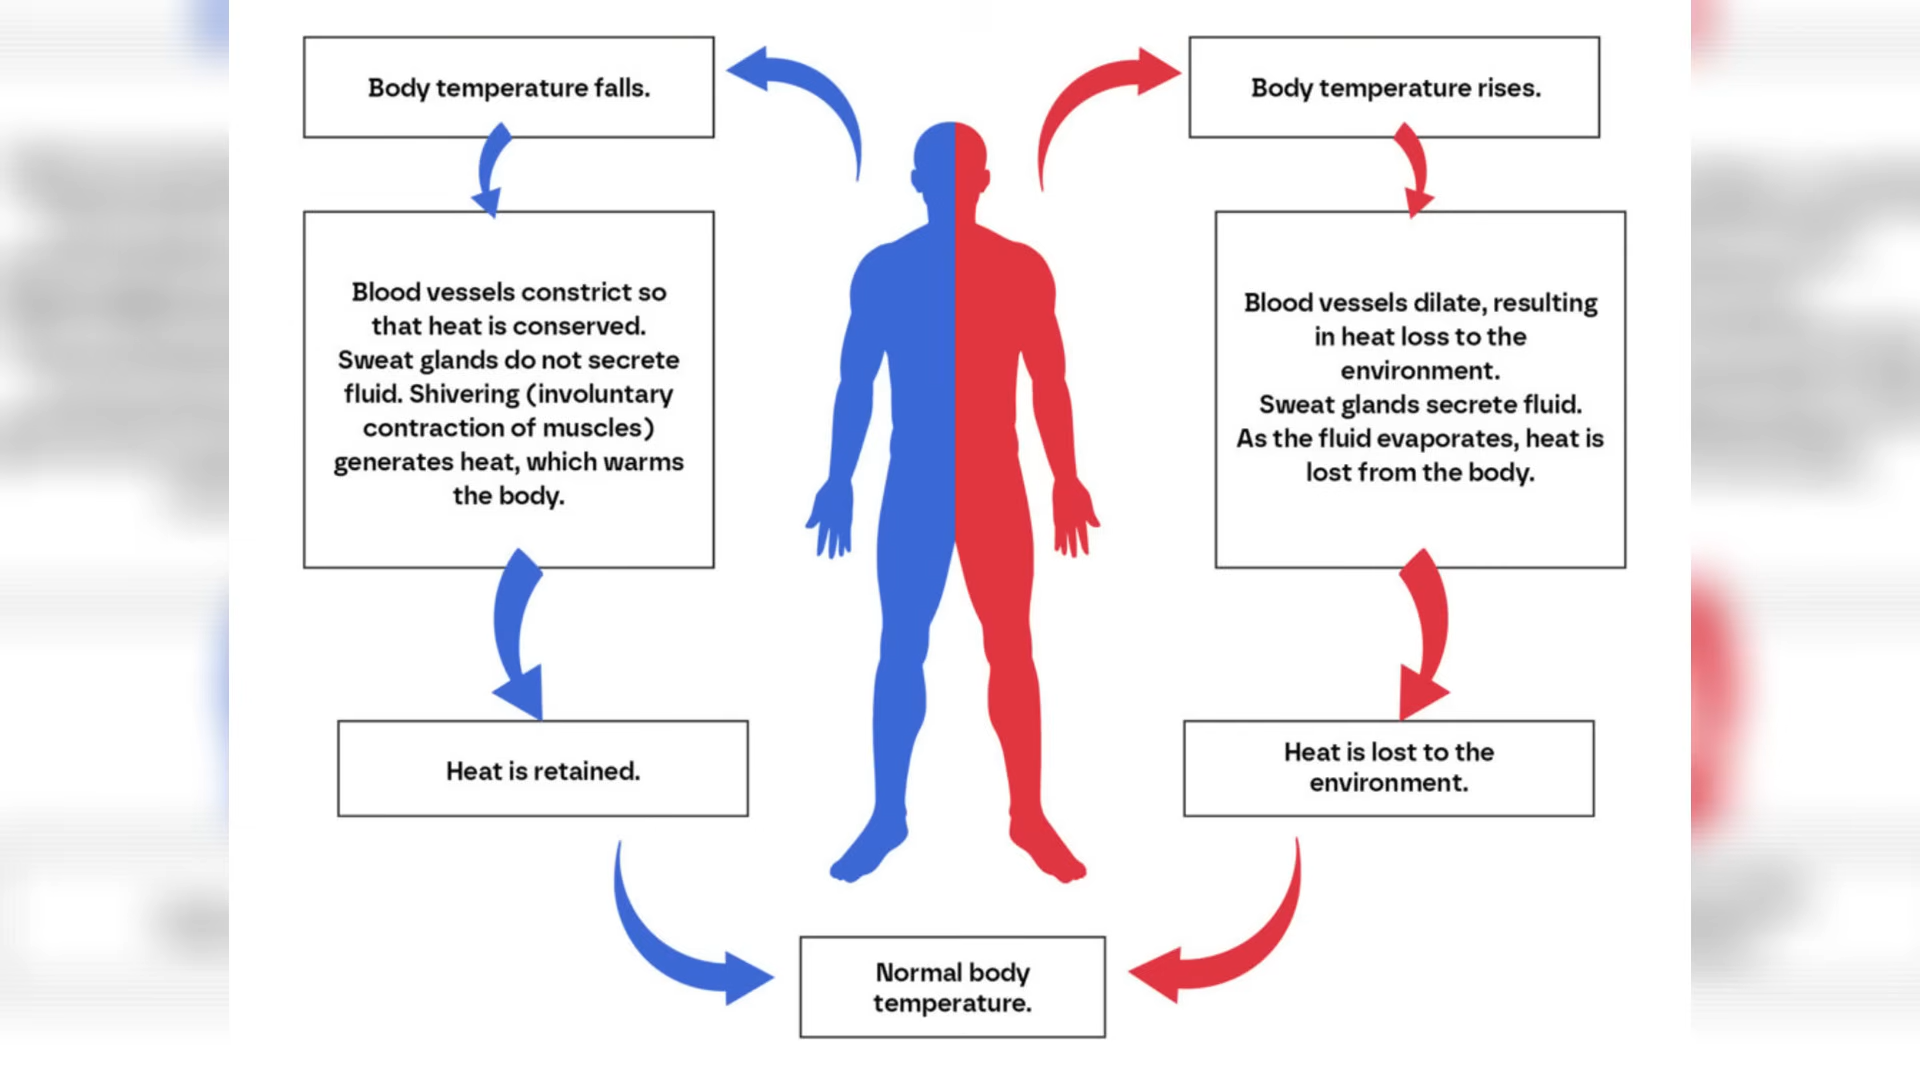 Body temperature falls.
Body temperature rises.
Blood vessels constrict so
that heat is conserved.
Sweat glands do not secrete
fluid. Shivering (involuntary
contraction of muscles)
generates heat, which warms
the body.
Blood vessels dilate, resulting
in heat loss to the
environment.
Sweat glands secrete fluid.
As the fluid evaporates, heat is
lost from the body.
Heat is retained.
Heat is lost to the
environment.
Normal body
temperature.